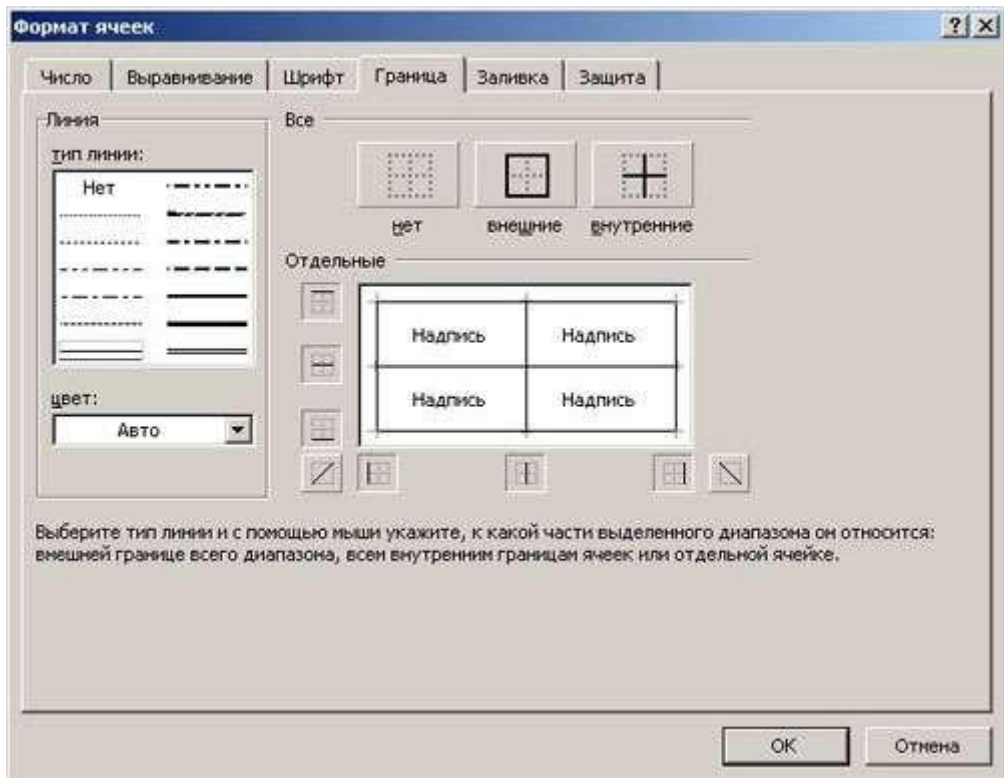 Формат ячеек
Число
Выравнивание
Шрифт
Граница
Заливка
Защита
Линия
тип линии:
Нет
цвет:
Авто
Все
нет
внешние
внутренние
Отдельные
Надпись
Надпись
Надпись
Надпись
Выберите тип линии и с помощью мыши укажите, к какой части выделенного диапазона он относится:
внешней границе всего диапазона, всем внутренним границам ячеек или отдельной ячейке.
OK
Отмена